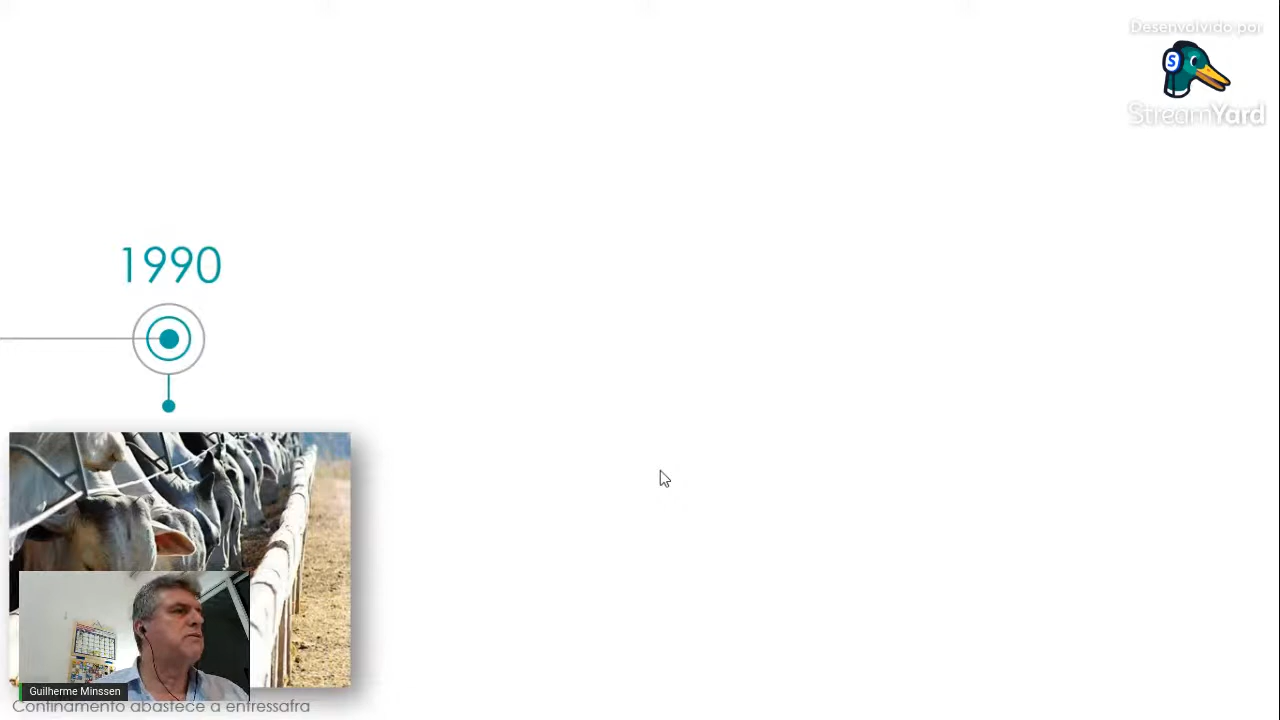 Desenvolvido por
StreamYard
1990
Guilherme Minssen
Confinamento abastece a entressafra